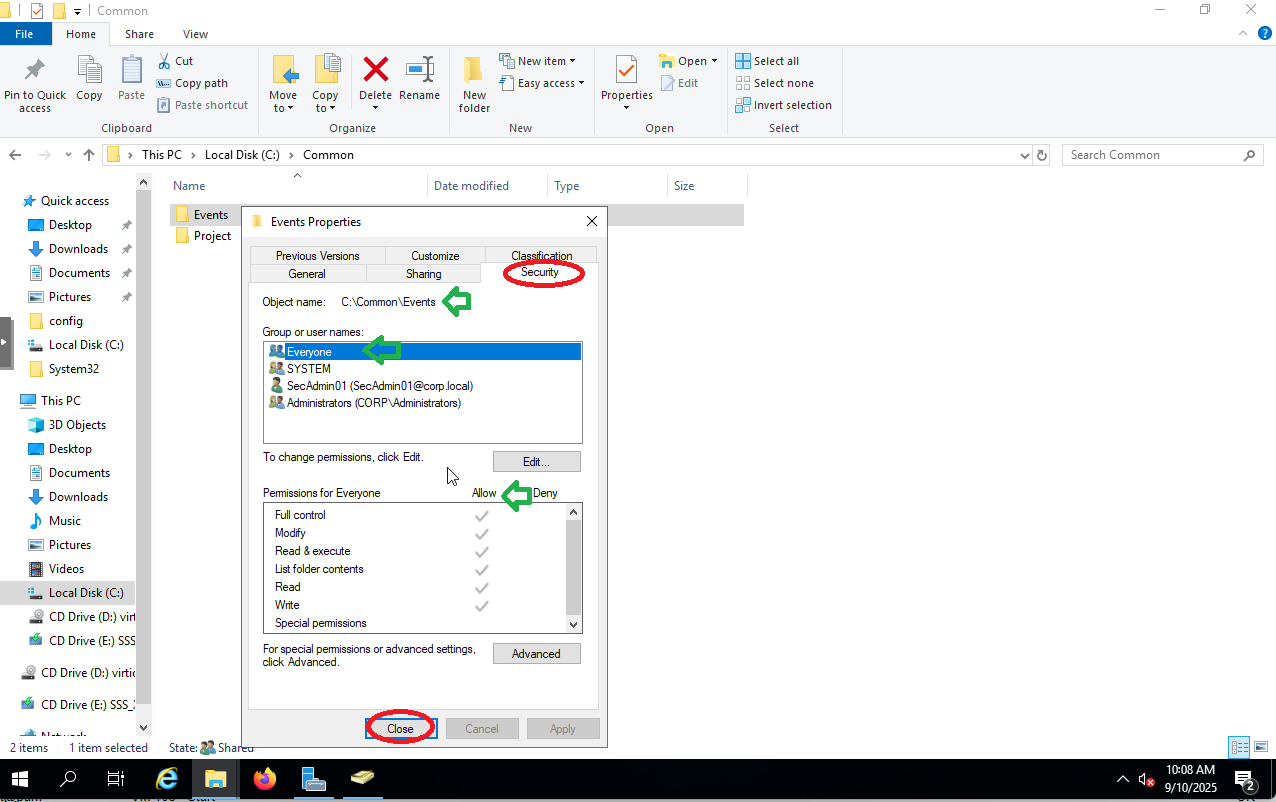 Common
File Home Share View
Pin to Quick access
Copy
Paste
Cut
Copy path
Paste shortcut
Clipboard
Move to
Copy to
Delete
Rename
Organize
New folder
New item
Easy access
New
Properties
Open
Edit
Open
Select all
Select none
Invert selection
Select
This PC > Local Disk (C:) > Common
Search Common
Name Date modified Type Size
Events
Project
Quick access
Desktop
Downloads
Documents
Pictures
config
Local Disk (C:)
System32
This PC
3D Objects
Desktop
Documents
Downloads
Music
Pictures
Videos
Local Disk (C:)
CD Drive (D:) virti
CD Drive (E:) SSS
CD Drive (D:) virtio
CD Drive (E:) SSS_X
Network
Events Properties
Previous Versions Customize Classification
General Sharing Security
Object name: C:\Common\Events
Group or user names:
Everyone
SYSTEM
SecAdmin01 (SecAdmin01@corp.local)
Administrators (CORP\Administrators)
To change permissions, click Edit.
Edit...
Permissions for Everyone Allow Deny
Full control
Modify
Read & execute
List folder contents
Read
Write
Special permissions
For special permissions or advanced settings,
click Advanced.
Advanced
Close Cancel Apply
2 items 1 item selected State: Shared
10:08 AM
9/10/2025
2